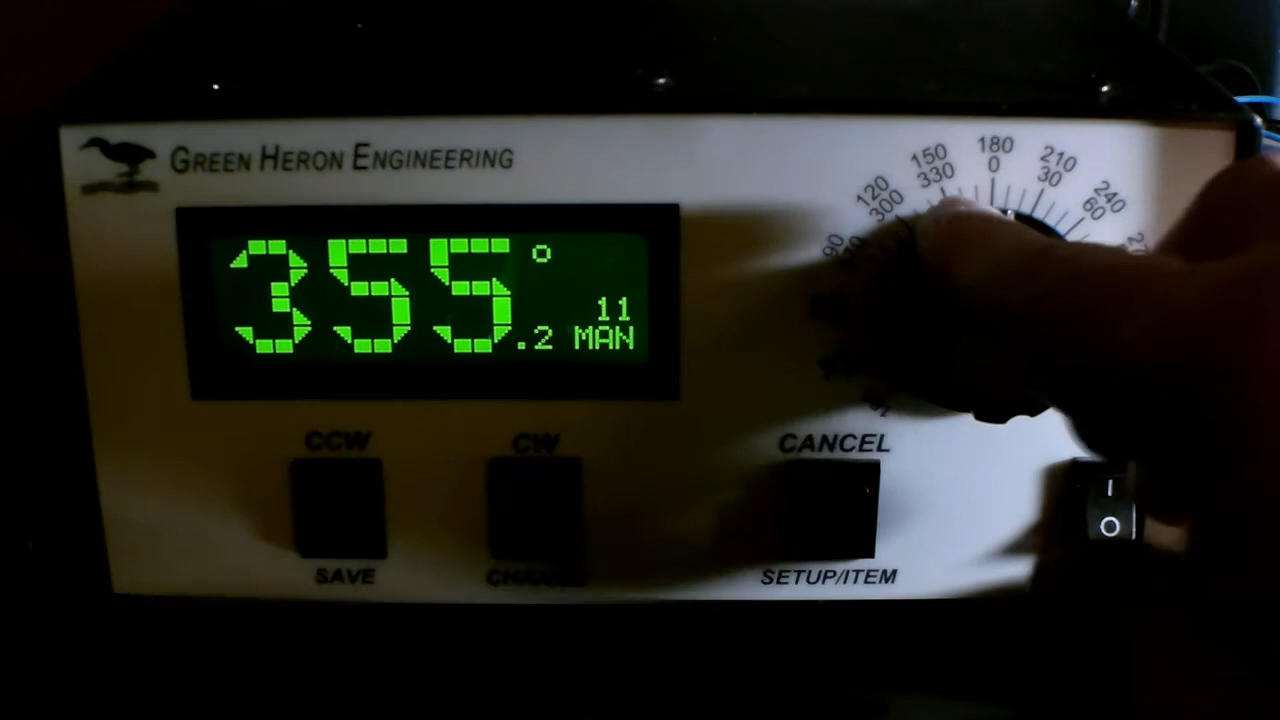 GREEN HERON ENGINEERING
355°
.2
11
MAN
150
180
210
120
330
0
30
240
300
60
90
CCW
CW
CANCEL
SAVE
SETUP/ITEM
I
O